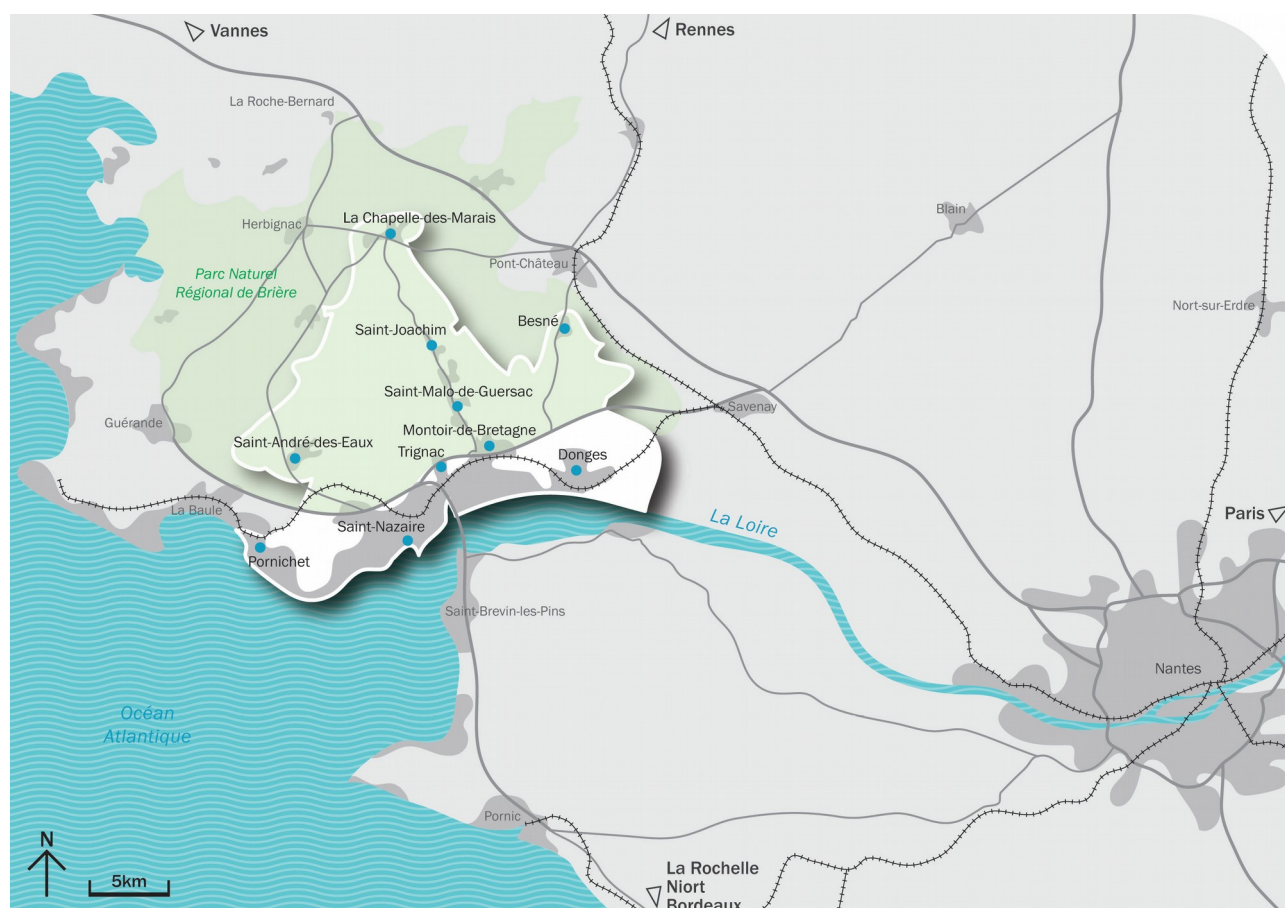 Vannes
Rennes
La Roche-Bernard
Blain
Herbignac
La Chapelle-des-Marais
Pont-Château
Parc Naturel
Régional de Brière
Nort-sur-Erdre
Besné
Saint-Joachim
Saint-Malo-de-Guersac
Savenay
Guérande
Montoir-de-Bretagne
Saint-André-des-Eaux
Trignac
Donges
La Baule
Saint-Nazaire
La Loire
Paris
Pornichet
Saint-Brevin-les-Pins
Nantes
Océan
Atlantique
Pornic
N
5km
La Rochelle
Niort
Bordeaux